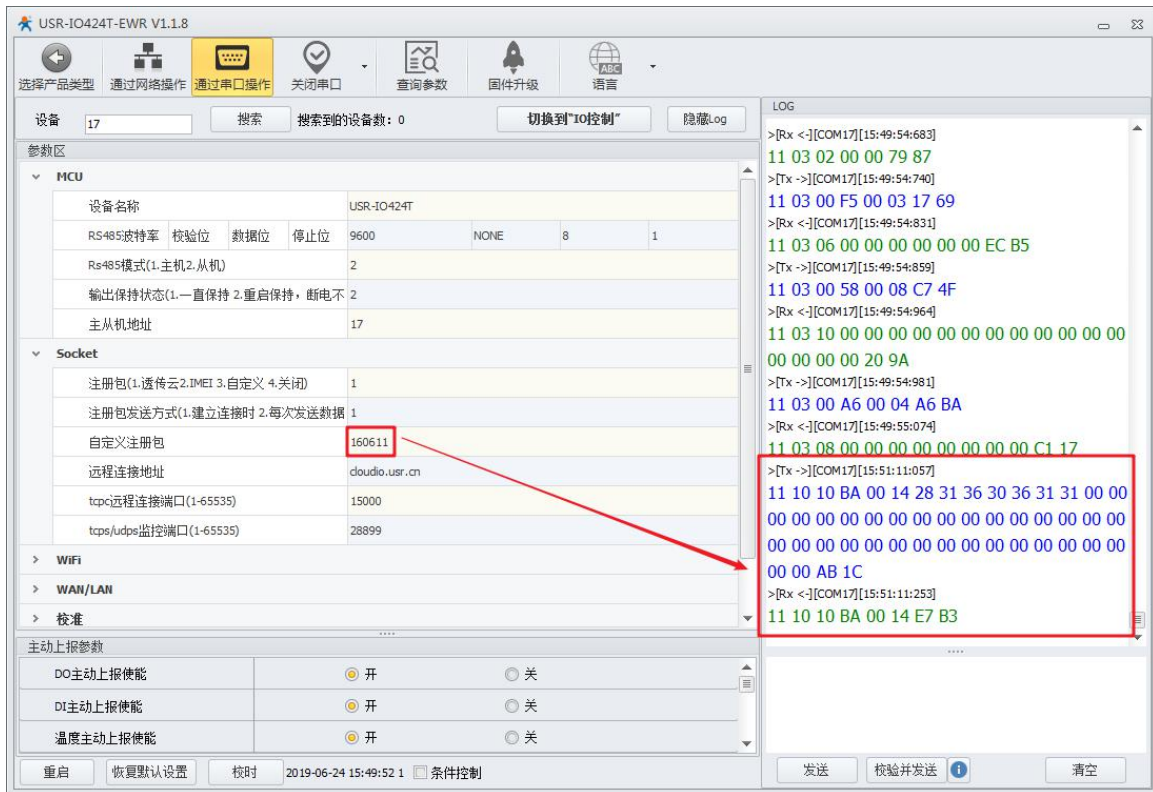 USR-IO424T-EWR V1.1.8
选择产品类型 通过网络操作 通过串口操作 关闭串口 查询参数 固件升级 语言
设备 17 搜索 搜索到的设备数: 0 切换到"IO控制" 隐藏Log
参数区
MCU
设备名称 USR-IO424T
RS485波特率 校验位 数据位 停止位 9600 NONE 8 1
Rs485模式(1.主机2.从机) 2
输出保持状态(1.一直保持 2.重启保持，断电不 2
主从机地址 17
Socket
注册包(1.透传云2.IMEI 3.自定义 4.关闭) 1
注册包发送方式(1.建立连接时 2.每次发送数据 1
自定义注册包 160611
远程连接地址 cloudio.usr.cn
tcpc远程连接端口(1-65535) 15000
tcps/udps监控端口(1-65535) 28899
WiFi
WAN/LAN
校准
主动上报参数
DO主动上报使能 开 关
DI主动上报使能 开 关
温度主动上报使能 开 关
重启 恢复默认设置 校时 2019-06-24 15:49:52 1 条件控制
LOG
>[Rx <-][COM17][15:49:54:683]
11 03 02 00 00 79 87
>[Tx ->][COM17][15:49:54:740]
11 03 00 F5 00 03 17 69
>[Rx <-][COM17][15:49:54:831]
11 03 06 00 00 00 00 00 00 EC B5
>[Tx ->][COM17][15:49:54:859]
11 03 00 58 00 08 C7 4F
>[Rx <-][COM17][15:49:54:964]
11 03 10 00 00 00 00 00 00 00 00 00 00 00 00
00 00 00 00 20 9A
>[Tx ->][COM17][15:49:54:981]
11 03 00 A6 00 04 A6 BA
>[Rx <-][COM17][15:49:55:074]
11 03 08 00 00 00 00 00 00 00 00 C1 17
>[Tx ->][COM17][15:51:11:057]
11 10 10 BA 00 14 28 31 36 30 36 31 31 00 00
00 00 00 00 00 00 00 00 00 00 00 00 00 00 00
00 00 00 00 00 00 00 00 00 00 00 00 00 00 00
00 00 AB 1C
>[Rx <-][COM17][15:51:11:253]
11 10 10 BA 00 14 E7 B3
发送 校验并发送 清空